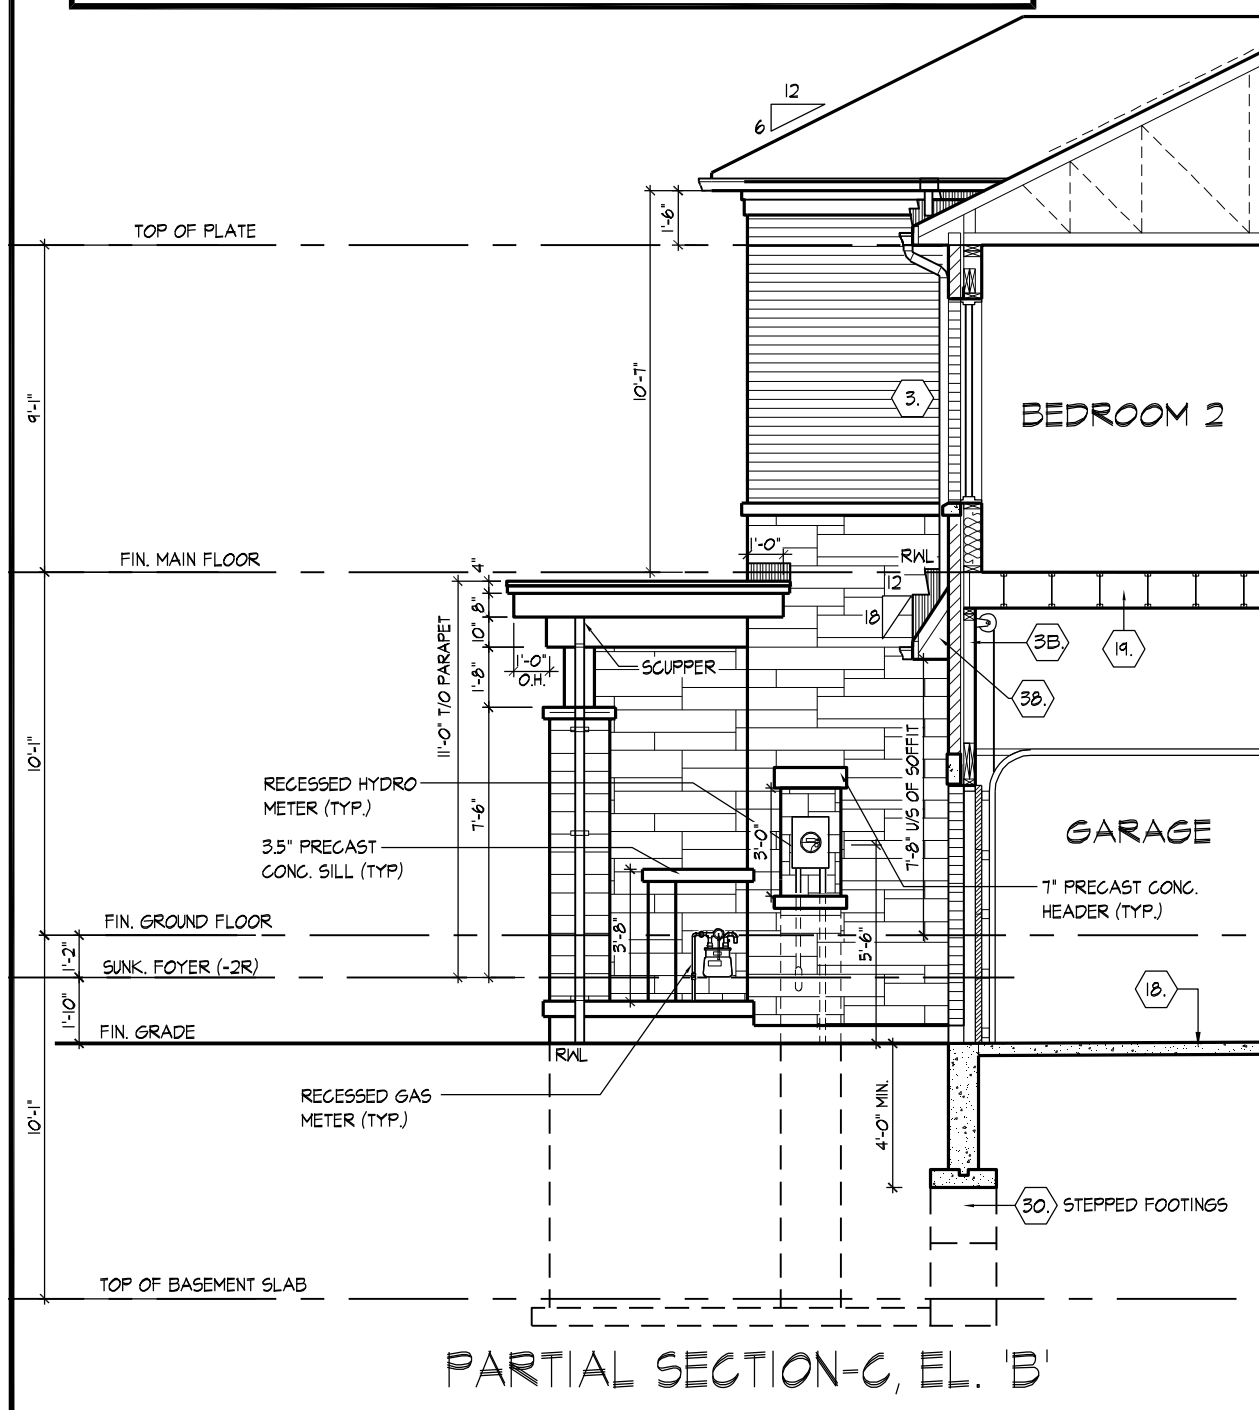 12
6
1'-6"
TOP OF PLATE
10'-7"
9'-1"
3.
BEDROOM 2
FIN. MAIN FLOOR
1'-0"
RWL
4"
12
8"
18
10"
3B.
19.
SCUPPER
1'-0"
O.H.
1'-8"
38.
11'-0" T/O PARAPET
7'-8" U/S OF SOFFIT
10'-1"
RECESSED HYDRO
METER (TYP.)
7'-6"
3'-0"
GARAGE
3.5" PRECAST
CONC. SILL (TYP)
7" PRECAST CONC.
HEADER (TYP.)
FIN. GROUND FLOOR
3'-8"
5'-6"
1'-2"
SUNK. FOYER (-2R)
18.
1'-10"
FIN. GRADE
RWL
RECESSED GAS
METER (TYP.)
10'-1"
4'-0" MIN.
30.
STEPPED FOOTINGS
TOP OF BASEMENT SLAB
PARTIAL SECTION-C, EL. 'B'